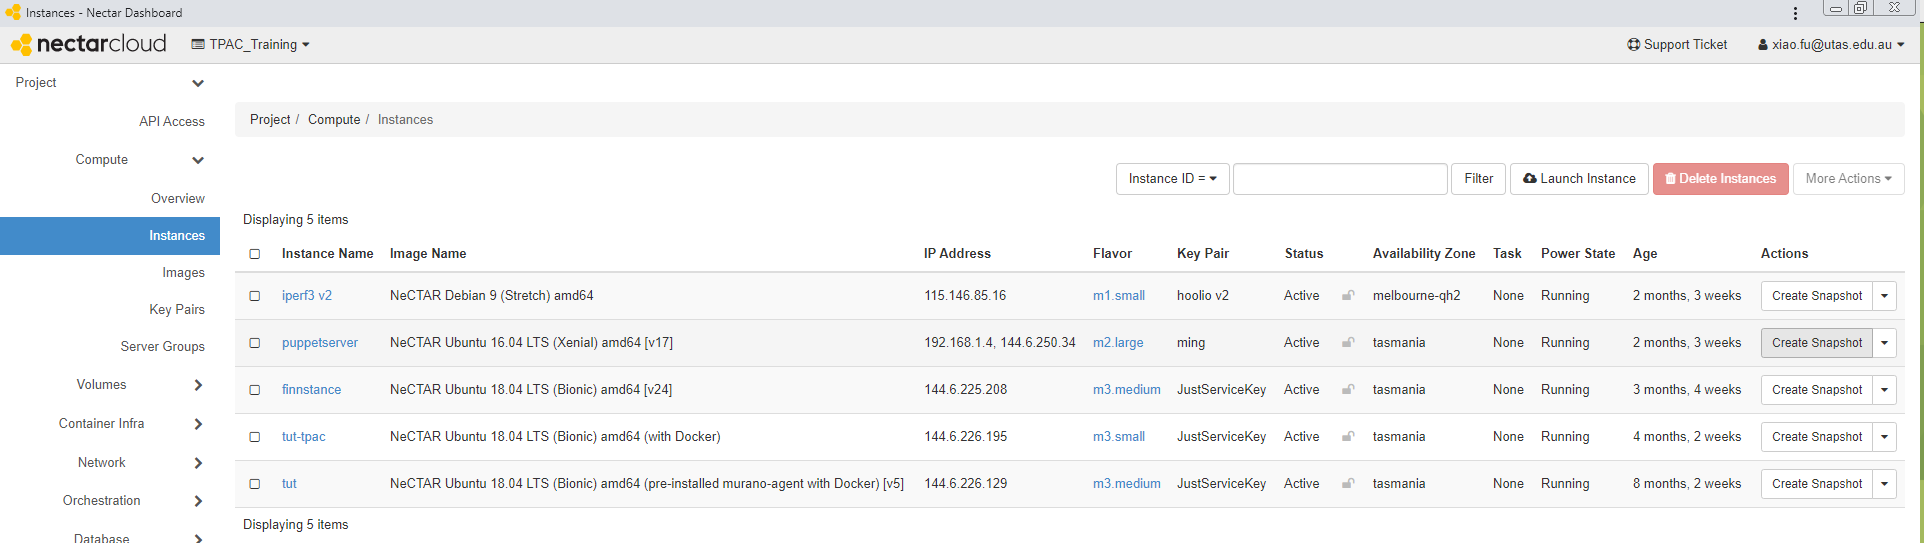 Instances - Nectar Dashboard
nectarcloud TPAC_Training Support Ticket xiao.fu@utas.edu.au
Project
API Access
Compute
Overview
Instances
Images
Key Pairs
Server Groups
Volumes
Container Infra
Network
Orchestration
Database
Project / Compute / Instances
Instance ID = Filter Launch Instance Delete Instances More Actions
Displaying 5 items
Instance Name Image Name IP Address Flavor Key Pair Status Availability Zone Task Power State Age Actions
iperf3 v2 NeCTAR Debian 9 (Stretch) amd64 115.146.85.16 m1.small hoolio v2 Active melbourne-qh2 None Running 2 months, 3 weeks Create Snapshot
puppetserver NeCTAR Ubuntu 16.04 LTS (Xenial) amd64 [v17] 192.168.1.4, 144.6.250.34 m2.large ming Active tasmania None Running 2 months, 3 weeks Create Snapshot
finnstance NeCTAR Ubuntu 18.04 LTS (Bionic) amd64 [v24] 144.6.225.208 m3.medium JustServiceKey Active tasmania None Running 3 months, 4 weeks Create Snapshot
tut-tpac NeCTAR Ubuntu 18.04 LTS (Bionic) amd64 (with Docker) 144.6.226.195 m3.small JustServiceKey Active tasmania None Running 4 months, 2 weeks Create Snapshot
tut NeCTAR Ubuntu 18.04 LTS (Bionic) amd64 (pre-installed murano-agent with Docker) [v5] 144.6.226.129 m3.medium JustServiceKey Active tasmania None Running 8 months, 2 weeks Create Snapshot
Displaying 5 items